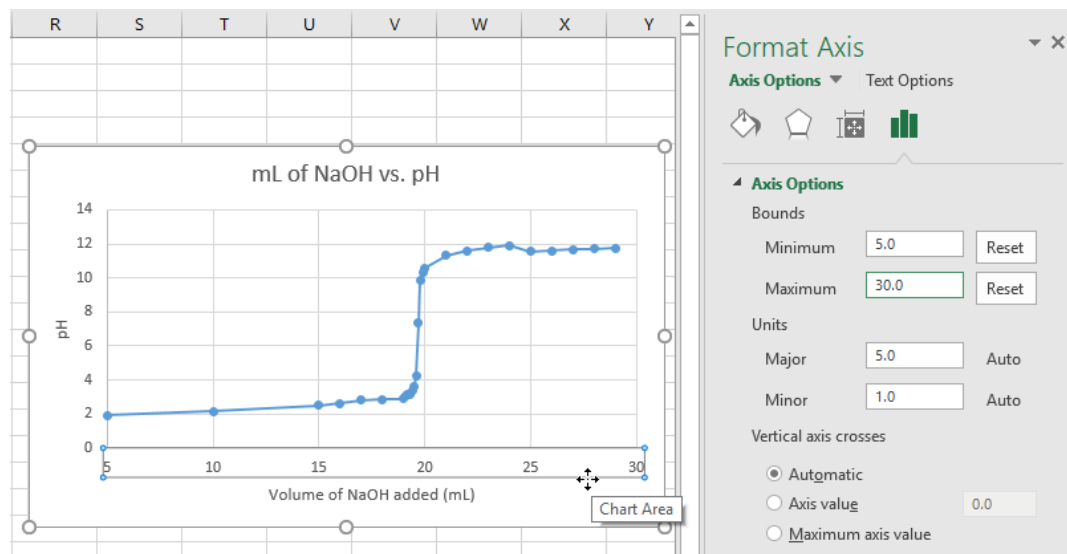 R S T U V W X Y
mL of NaOH vs. pH
14
12
10
8
6
4
2
0
pH
5 10 15 20 25 30
Volume of NaOH added (mL)
Chart Area
Format Axis
Axis Options Text Options
Axis Options
Bounds
Minimum 5.0 Reset
Maximum 30.0 Reset
Units
Major 5.0 Auto
Minor 1.0 Auto
Vertical axis crosses
Automatic
Axis value 0.0
Maximum axis value